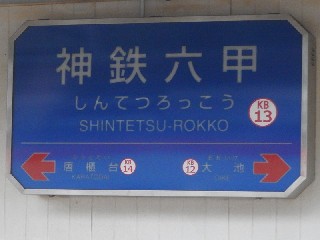 神鉄六甲
しんてつろっこう
KB
13
SHINTETSU-ROKKO
唐櫃台 KB 14 KB 12 大池